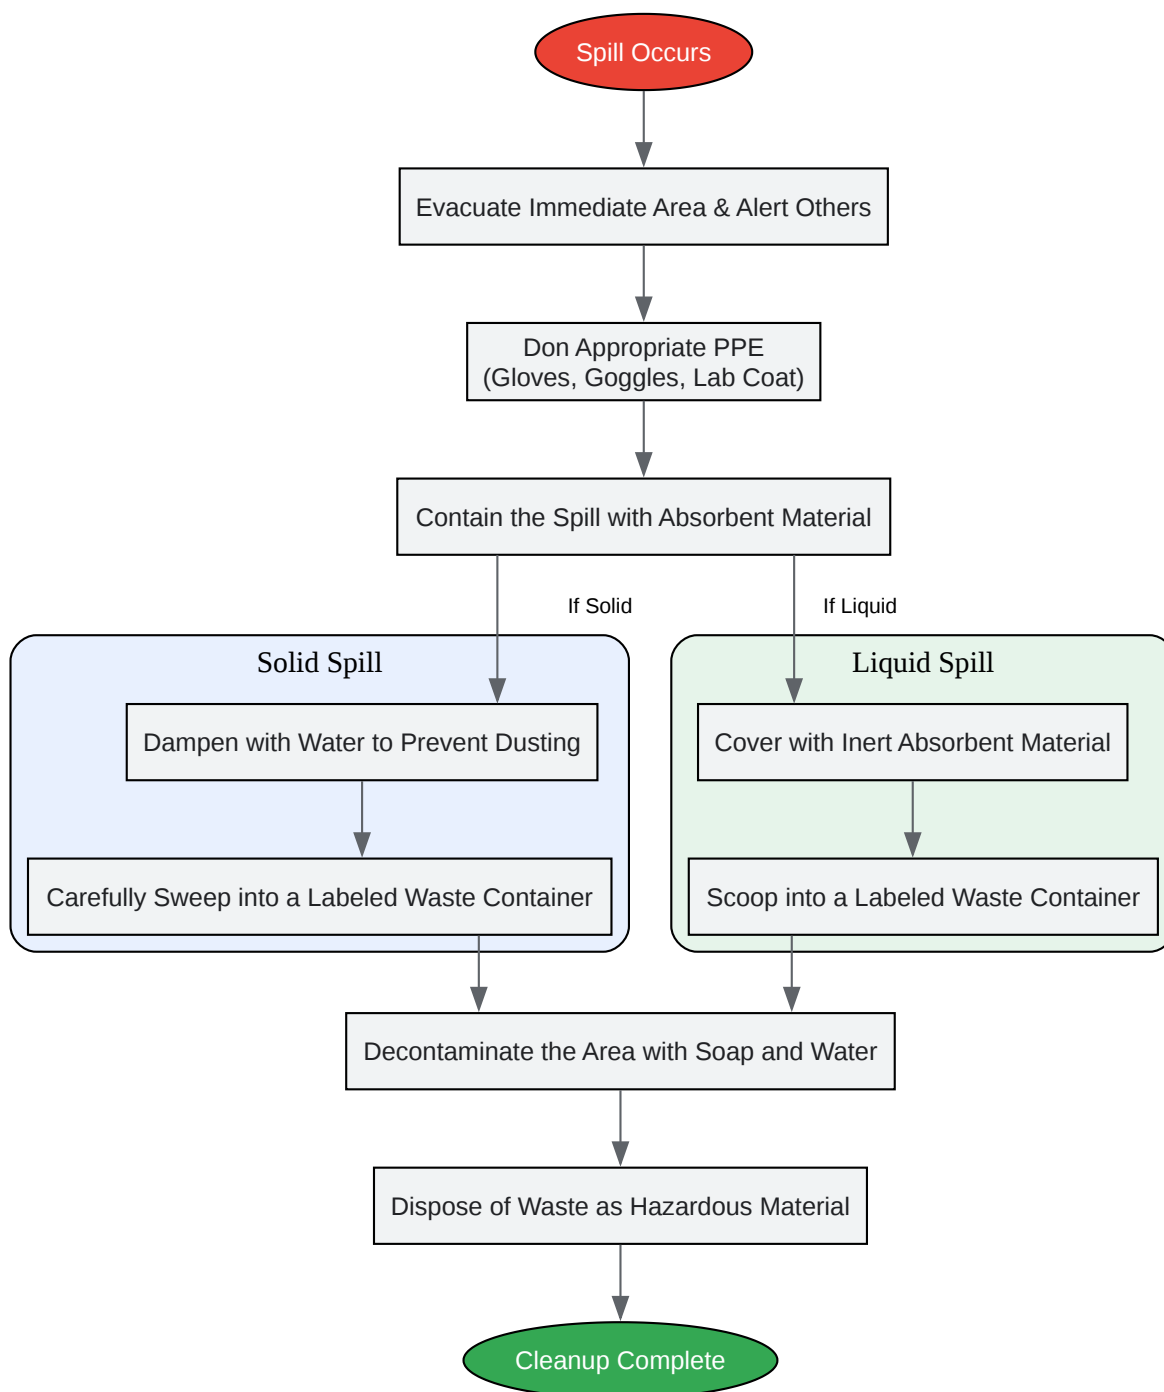 Spill Occurs
Evacuate Immediate Area & Alert Others
Don Appropriate PPE
(Gloves, Goggles, Lab Coat)
Contain the Spill with Absorbent Material
If Solid
If Liquid
Solid Spill
Liquid Spill
Dampen with Water to Prevent Dusting
Cover with Inert Absorbent Material
Carefully Sweep into a Labeled Waste Container
Scoop into a Labeled Waste Container
Decontaminate the Area with Soap and Water
Dispose of Waste as Hazardous Material
Cleanup Complete